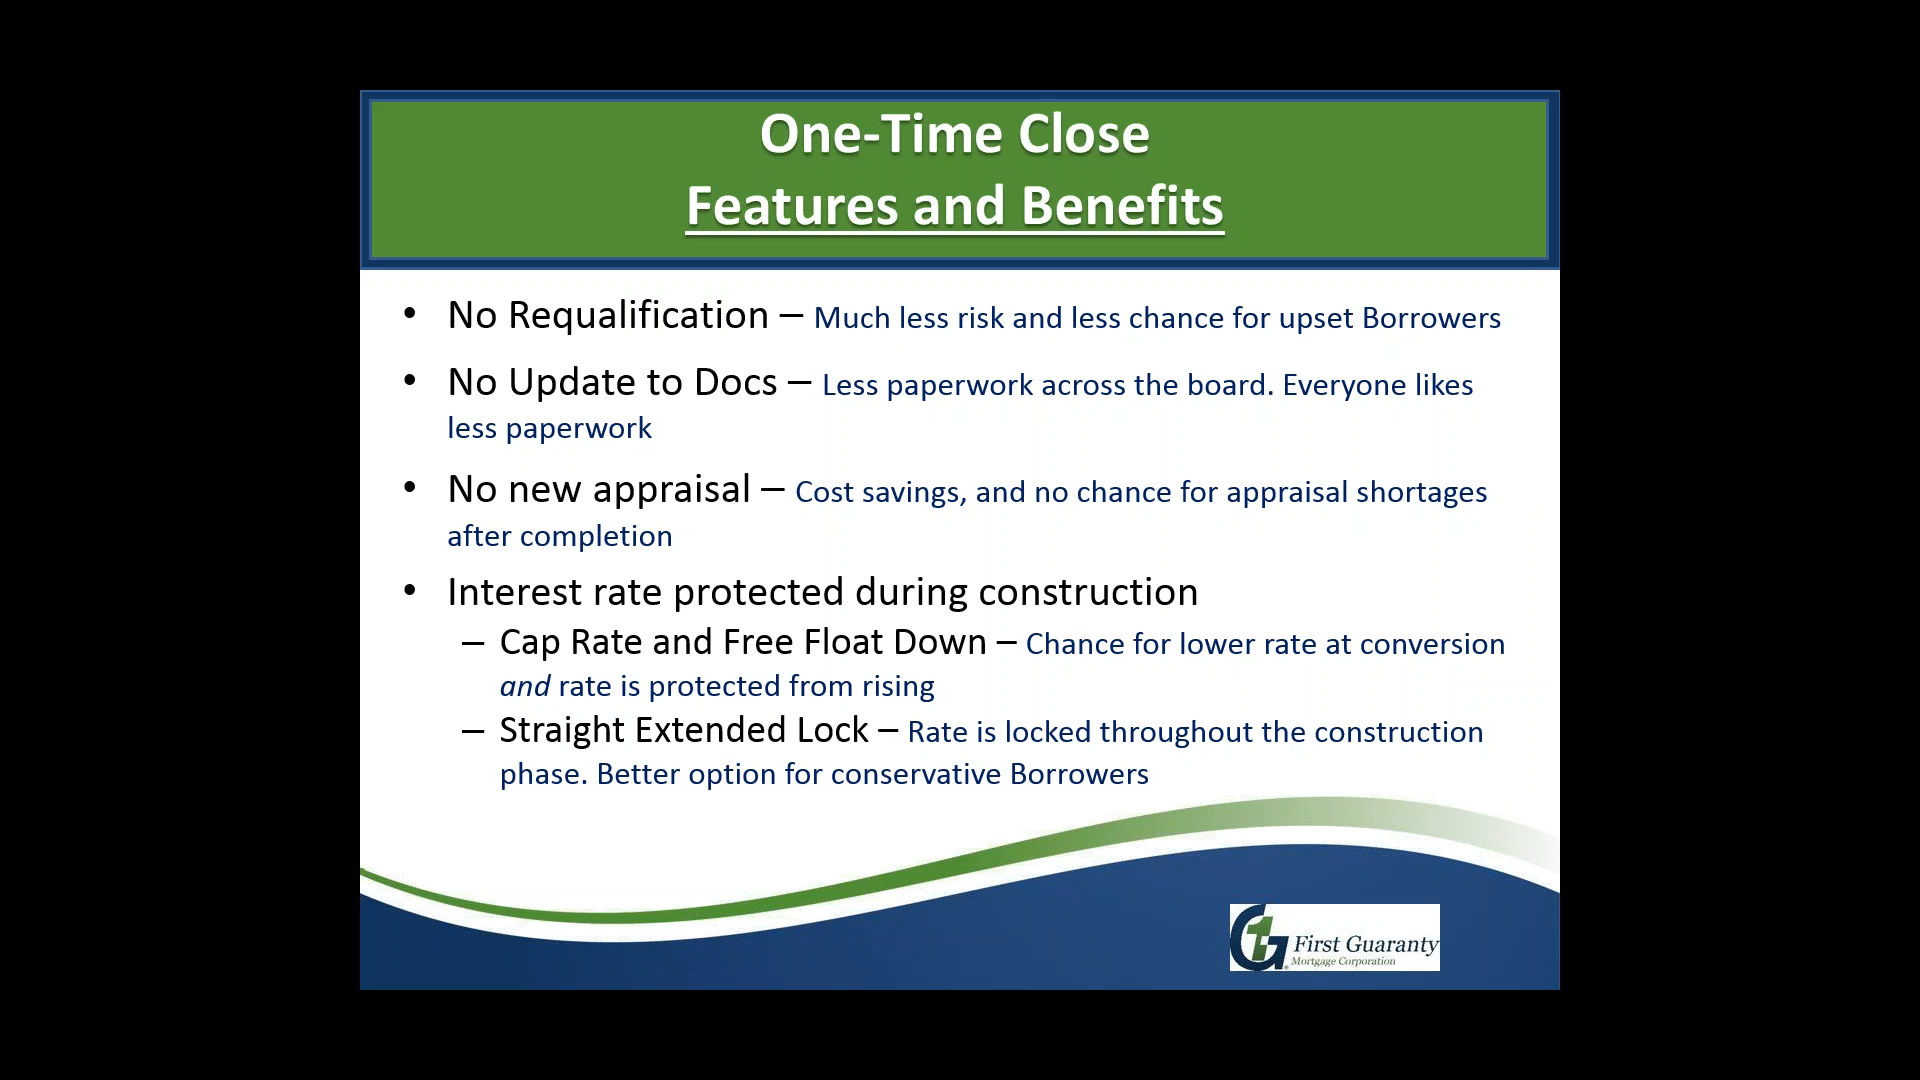 One-Time Close
Features and Benefits
• No Requalification – Much less risk and less chance for upset Borrowers
• No Update to Docs – Less paperwork across the board. Everyone likes
less paperwork
• No new appraisal – Cost savings, and no chance for appraisal shortages
after completion
• Interest rate protected during construction
– Cap Rate and Free Float Down – Chance for lower rate at conversion
and rate is protected from rising
– Straight Extended Lock – Rate is locked throughout the construction
phase. Better option for conservative Borrowers
G1
First Guaranty
Mortgage Corporation